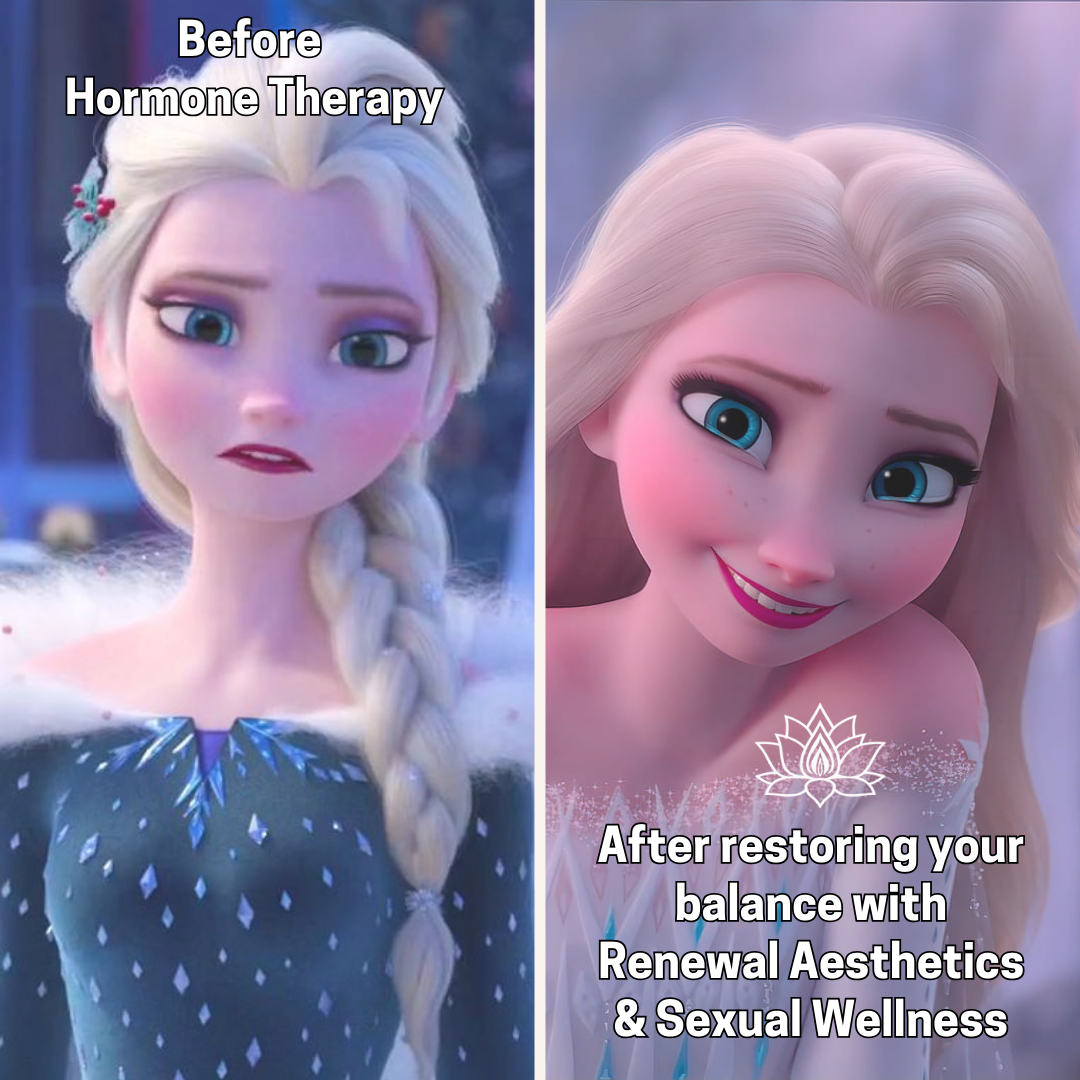 Before
Hormone Therapy
After restoring your
balance with
Renewal Aesthetics
& Sexual Wellness